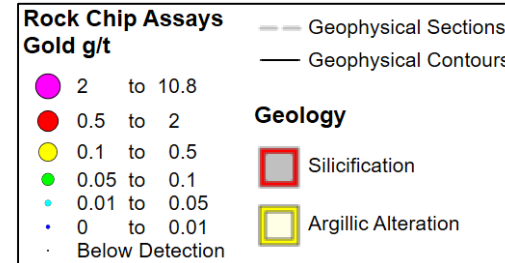 Rock Chip Assays
Gold g/t
2 to 10.8
0.5 to 2
0.1 to 0.5
0.05 to 0.1
0.01 to 0.05
0 to 0.01
Below Detection
Geophysical Sections
Geophysical Contours
Geology
Silicification
Argillic Alteration